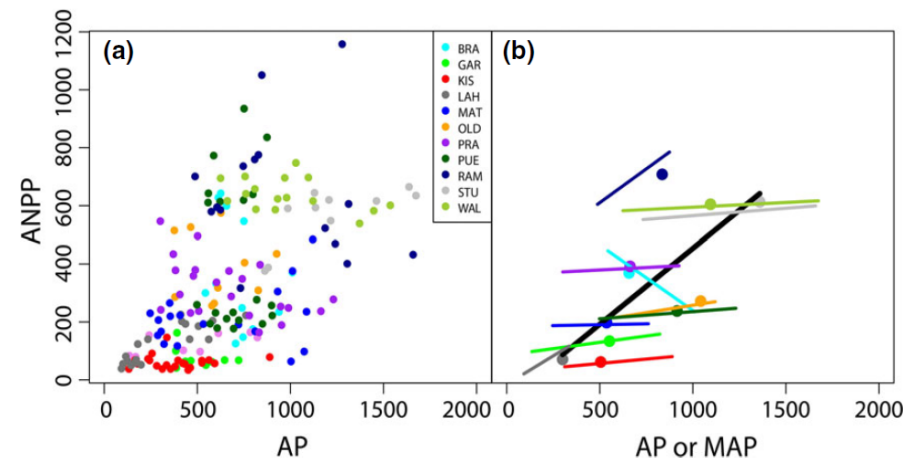 (a)
(b)
1200
1000
800
600
400
200
0
ANPP
BRA
GAR
KIS
LAH
MAT
OLD
PRA
PUE
RAM
STU
WAL
0 500 1000 1500 2000
0 500 1000 1500 2000
AP
AP or MAP